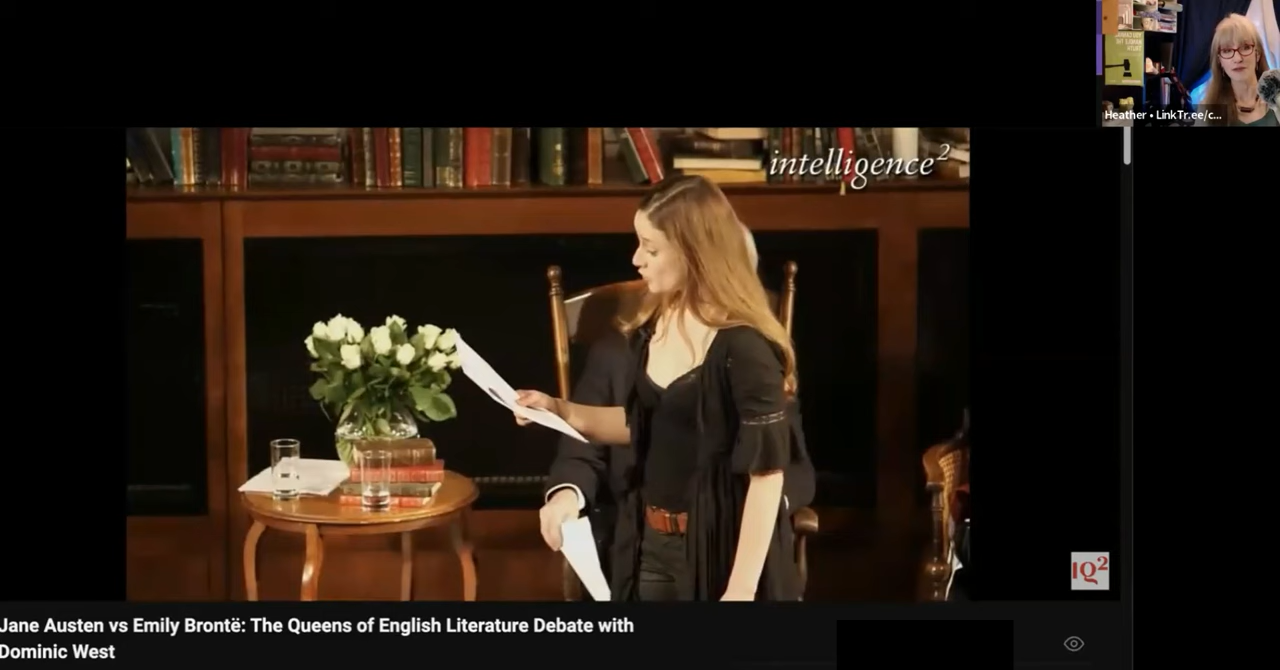 Heather • LinkTr.ee/c...
intelligence²
IQ²
Jane Austen vs Emily Brontë: The Queens of English Literature Debate with
Dominic West